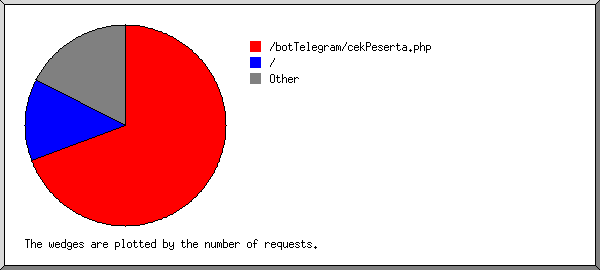 /botTelegram/cekPeserta.php
/
Other
The wedges are plotted by the number of requests.